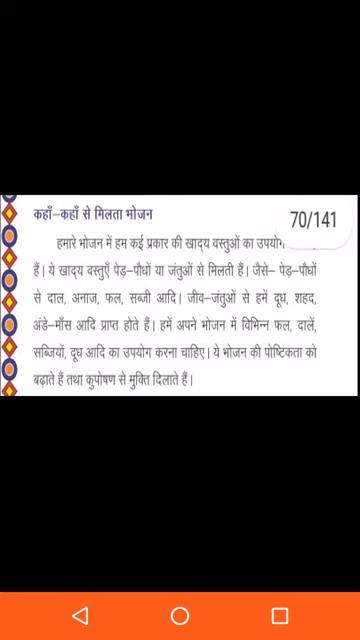 कहाँ-कहाँ से मिलता भोजन
70/141
हमारे भोजन में हम कई प्रकार की खाद्य वस्तुओं का उपयोग
हैं। ये खाद्य वस्तुएँ पेड़-पौधों या जंतुओं से मिलती हैं। जैसे- पेड़-पौधों
से दाल, अनाज, फल, सब्जी आदि। जीव-जंतुओं से हमें दूध, शहद,
अंडे-माँस आदि प्राप्त होते हैं। हमें अपने भोजन में विभिन्न फल, दालें,
सब्जियों, दूध आदि का उपयोग करना चाहिए। ये भोजन की पोष्टिकता को
बढ़ाते हैं तथा कुपोषण से मुक्ति दिलाते हैं।